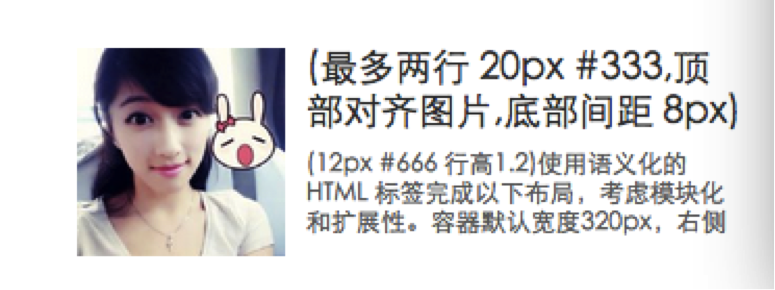 (最多两行 20px #333,顶
部对齐图片,底部间距 8px)
(12px #666 行高1.2)使用语义化的
HTML 标签完成以下布局，考虑模块化
和扩展性。容器默认宽度320px，右侧